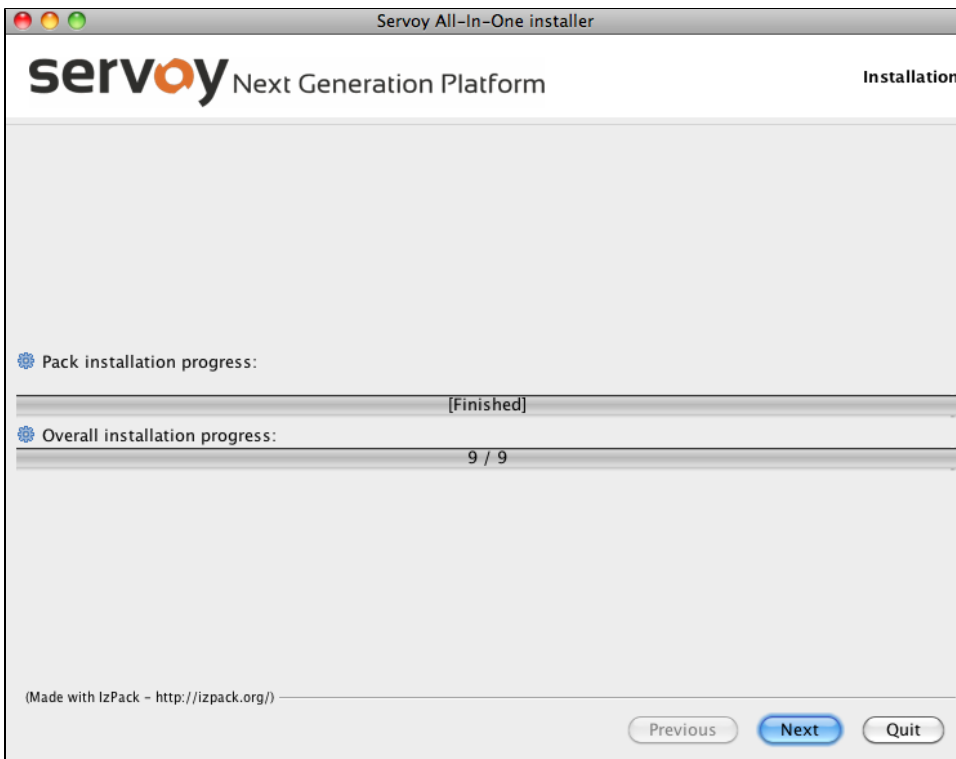 Servoy All-In-One installer
servoy Next Generation Platform
Installation
Pack installation progress:
[Finished]
Overall installation progress:
9 / 9
(Made with IzPack - http://izpack.org/)
Previous Next Quit